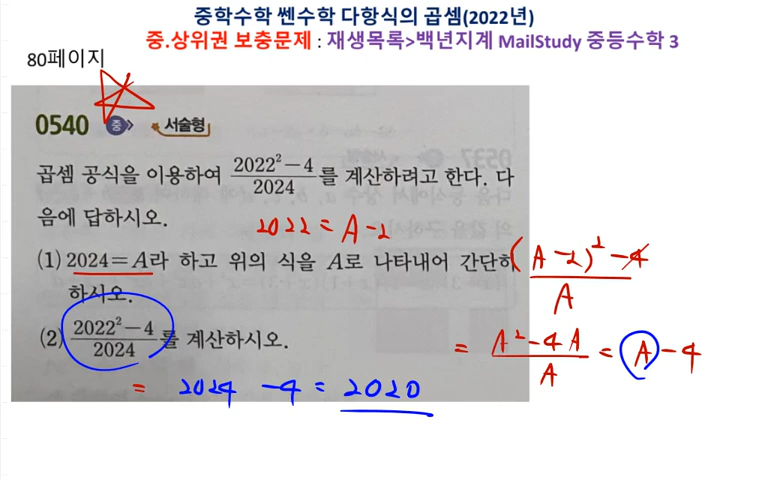 중학수학 쎈수학 다항식의 곱셈(2022년)
중.상위권 보충문제 : 재생목록>백년지계 MailStudy 중등수학 3
80페이지
0540 중 서술형
곱셈 공식을 이용하여 (2022² − 4)/2024 를 계산하려고 한다. 다
음에 답하시오.
2022 = A − 2
(1) 2024 = A라 하고 위의 식을 A로 나타내어 간단히
하시오.
((A − 2)² − 4)/A
(2) (2022² − 4)/2024 를 계산하시오.
= (A² − 4A)/A = A − 4
= 2024 − 4 = 2020